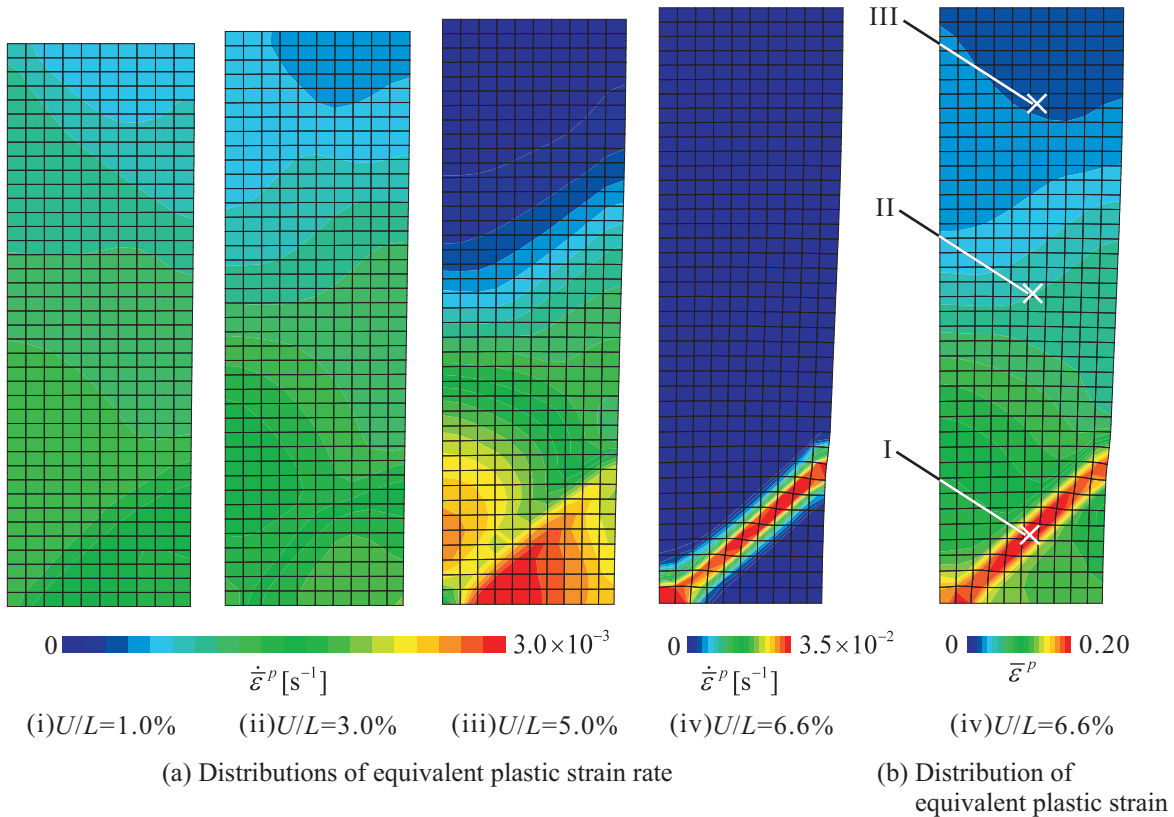 III
II
I
0 3.0×10⁻³
ε̄̇ᵖ [s⁻¹]
0 3.5×10⁻²
ε̄̇ᵖ [s⁻¹]
0 0.20
ε̄ᵖ
(i)U/L=1.0%
(ii)U/L=3.0%
(iii)U/L=5.0%
(iv)U/L=6.6%
(iv)U/L=6.6%
(a) Distributions of equivalent plastic strain rate
(b) Distribution of
equivalent plastic strain